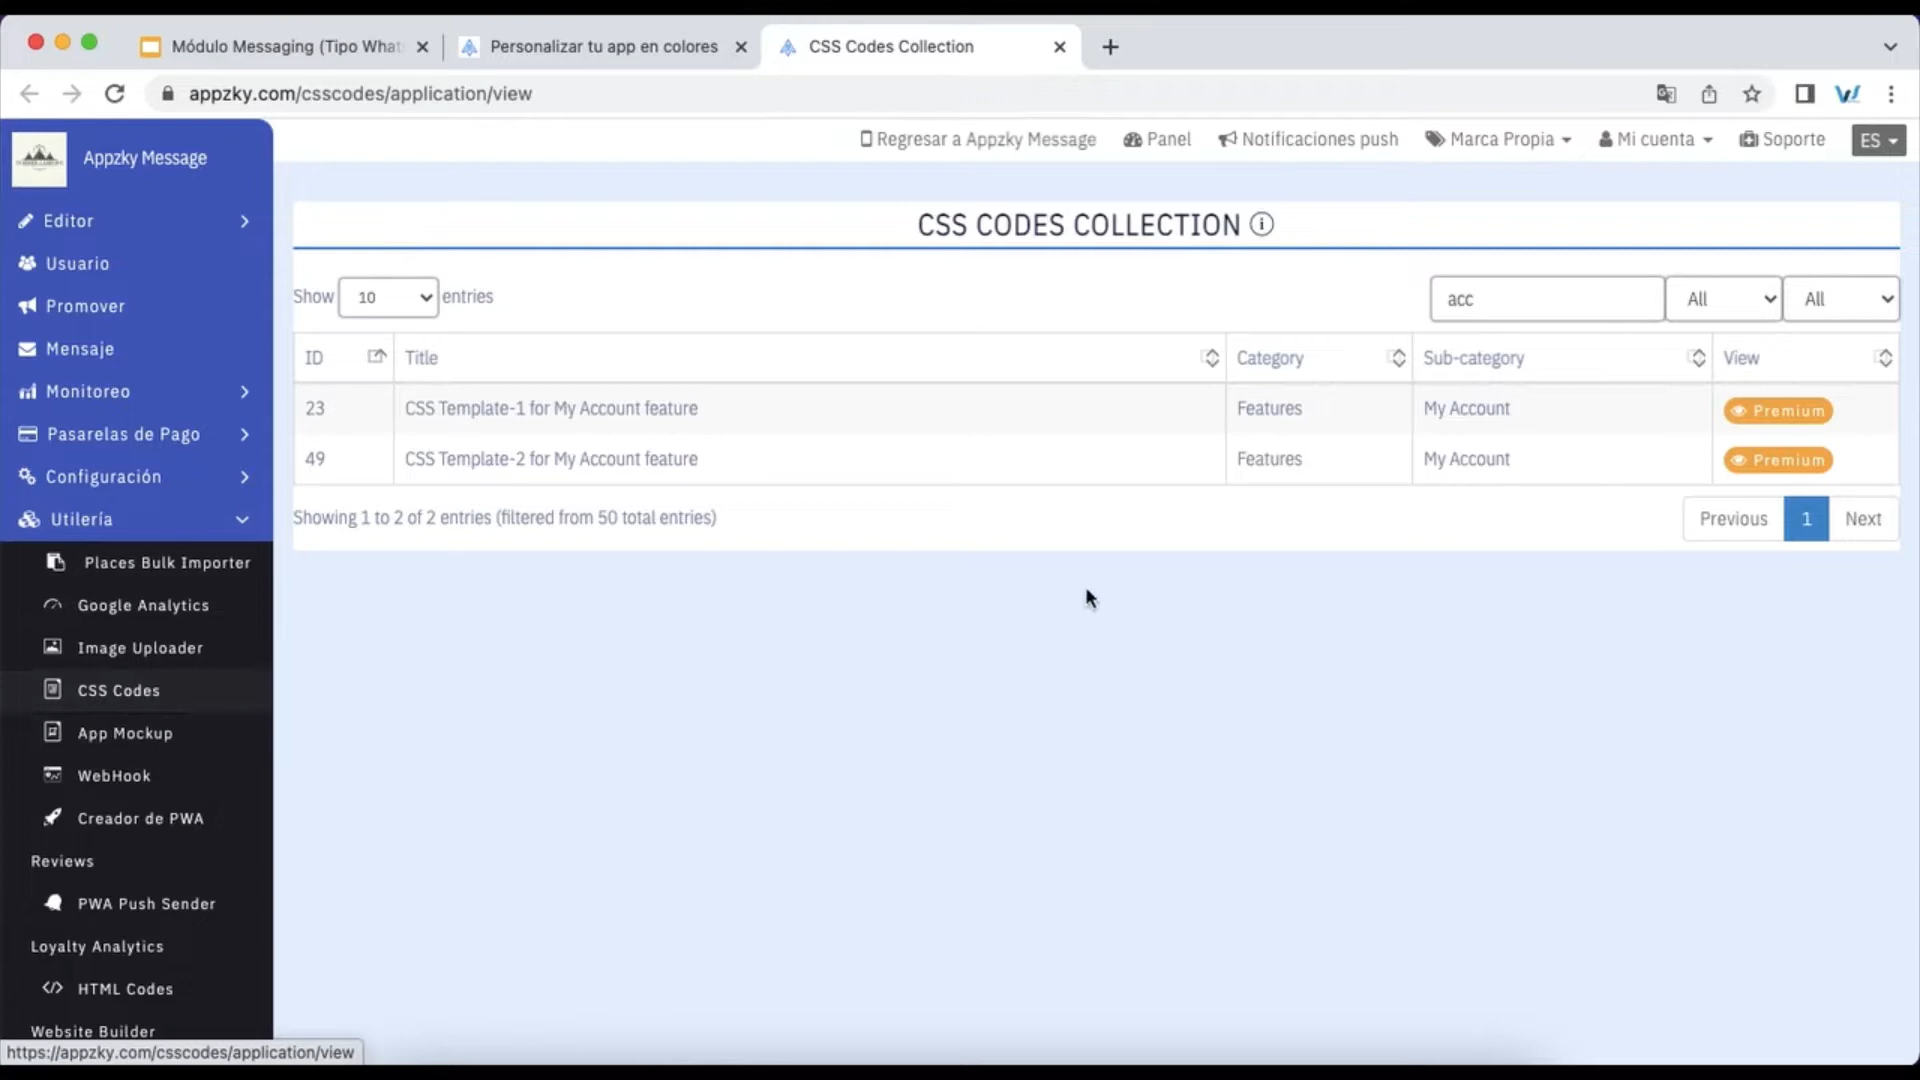 Módulo Messaging (Tipo What
Personalizar tu app en colores
CSS Codes Collection
appzky.com/csscodes/application/view
Appzky Message
Regresar a Appzky Message
Panel
Notificaciones push
Marca Propia
Mi cuenta
Soporte
ES
Editor
Usuario
Promover
Mensaje
Monitoreo
Pasarelas de Pago
Configuración
Utilería
Places Bulk Importer
Google Analytics
Image Uploader
CSS Codes
App Mockup
WebHook
Creador de PWA
Reviews
PWA Push Sender
Loyalty Analytics
HTML Codes
Website Builder
https://appzky.com/csscodes/application/view
CSS CODES COLLECTION
Show 10 entries
acc
All
All
ID Title Category Sub-category View
23 CSS Template-1 for My Account feature Features My Account Premium
49 CSS Template-2 for My Account feature Features My Account Premium
Showing 1 to 2 of 2 entries (filtered from 50 total entries)
Previous 1 Next